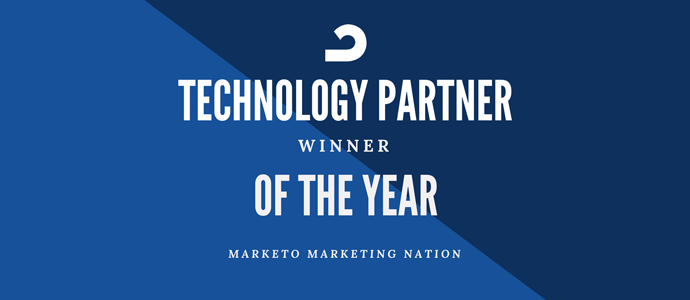 TECHNOLOGY PARTNER
WINNER
OF THE YEAR
MARKETO MARKETING NATION